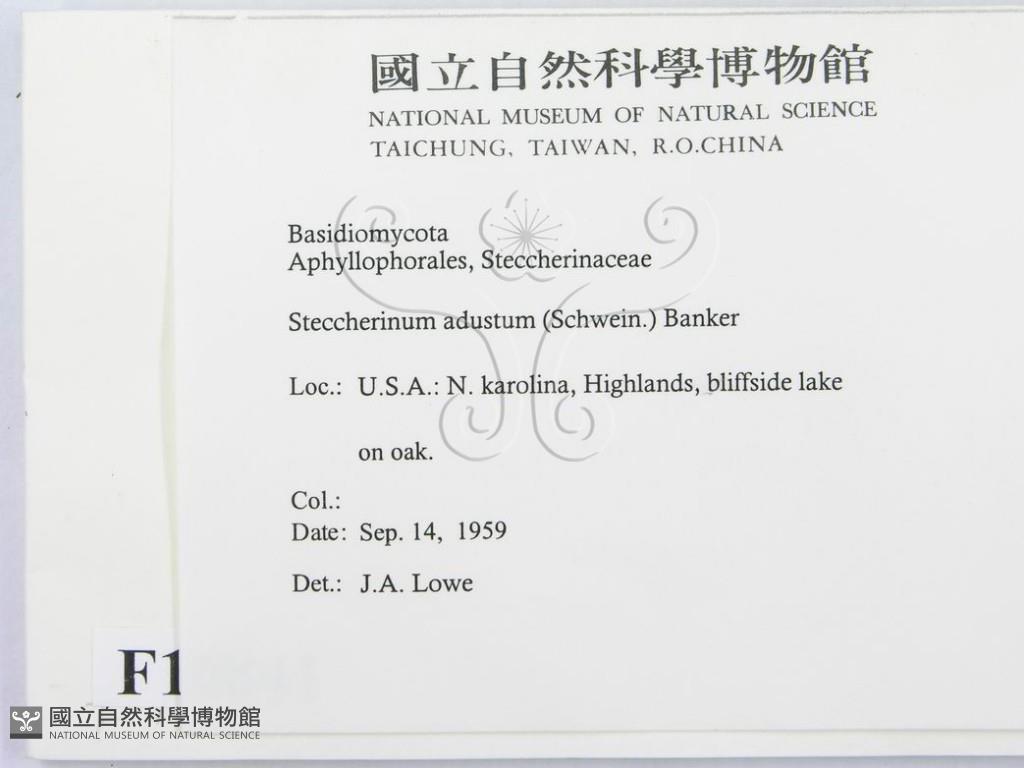 國立自然科學博物館
NATIONAL MUSEUM OF NATURAL SCIENCE
TAICHUNG, TAIWAN, R.O.CHINA
Basidiomycota
Aphyllophorales, Steccherinaceae
Steccherinum adustum (Schwein.) Banker
Loc.: U.S.A.: N. karolina, Highlands, bliffside lake
on oak.
Col.:
Date: Sep. 14, 1959
Det.: J.A. Lowe
F1
國立自然科學博物館
NATIONAL MUSEUM OF NATURAL SCIENCE